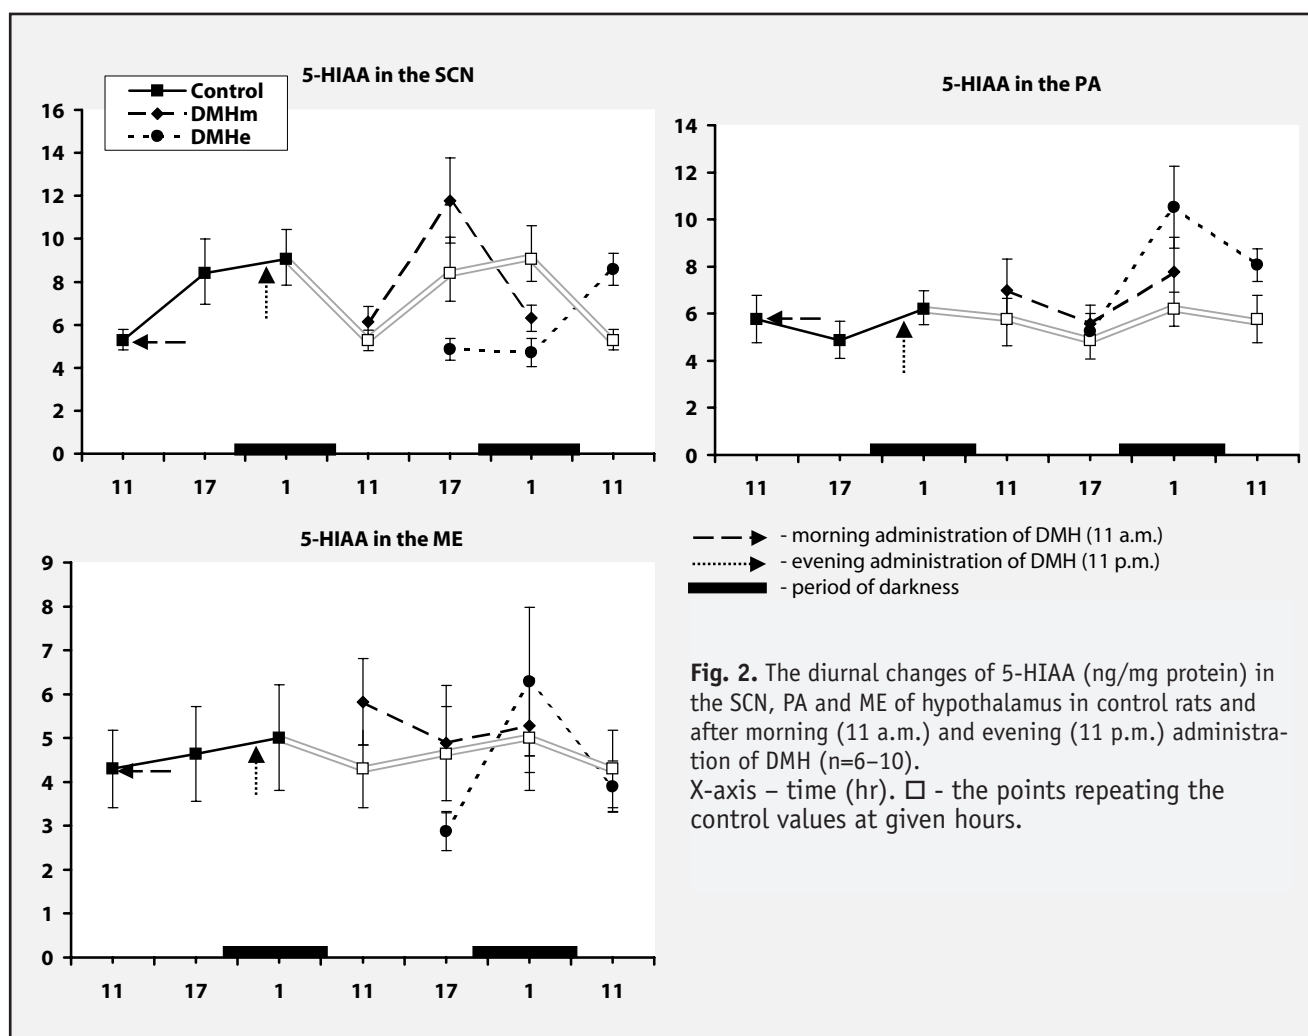 5-HIAA in the SCN
Control
DMHm
DMHe
16
14
12
10
8
6
4
2
0
11 17 1 11 17 1 11
5-HIAA in the PA
14
12
10
8
6
4
2
0
11 17 1 11 17 1 11
5-HIAA in the ME
9
8
7
6
5
4
3
2
1
0
11 17 1 11 17 1 11
- morning administration of DMH (11 a.m.)
- evening administration of DMH (11 p.m.)
- period of darkness
Fig. 2. The diurnal changes of 5-HIAA (ng/mg protein) in
the SCN, PA and ME of hypothalamus in control rats and
after morning (11 a.m.) and evening (11 p.m.) administra-
tion of DMH (n=6–10).
X-axis – time (hr). □ - the points repeating the
control values at given hours.